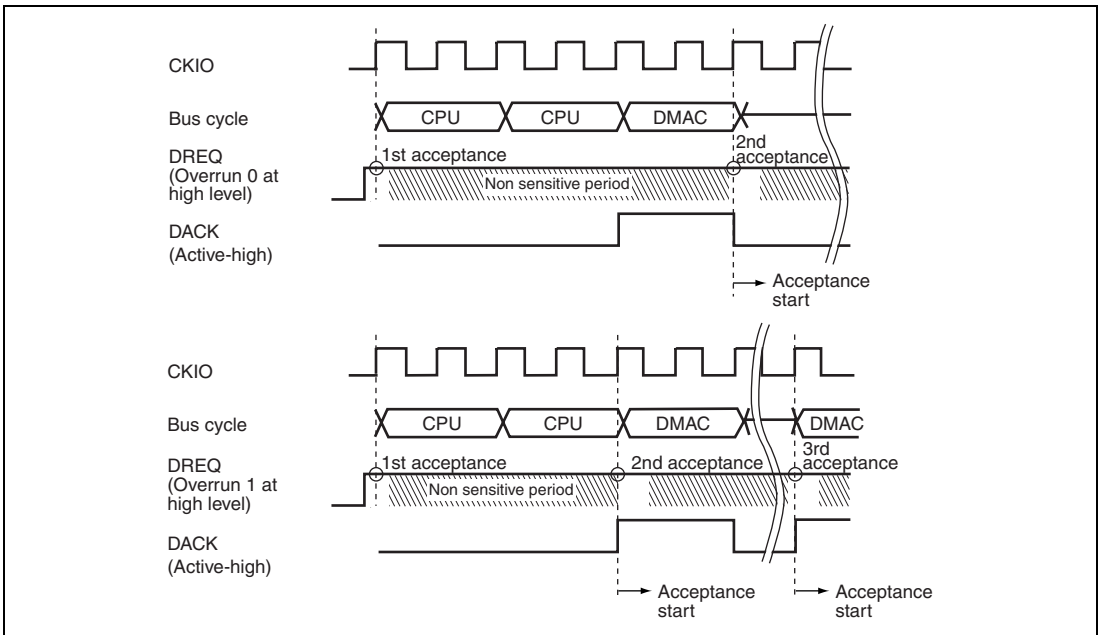 CKIO
Bus cycle
CPU
CPU
DMAC
DREQ
(Overrun 0 at
high level)
1st acceptance
2nd
acceptance
Non sensitive period
DACK
(Active-high)
Acceptance
start
CKIO
Bus cycle
CPU
CPU
DMAC
DMAC
DREQ
(Overrun 1 at
high level)
1st acceptance
2nd acceptance
3rd
acceptance
Non sensitive period
DACK
(Active-high)
Acceptance
start
Acceptance
start